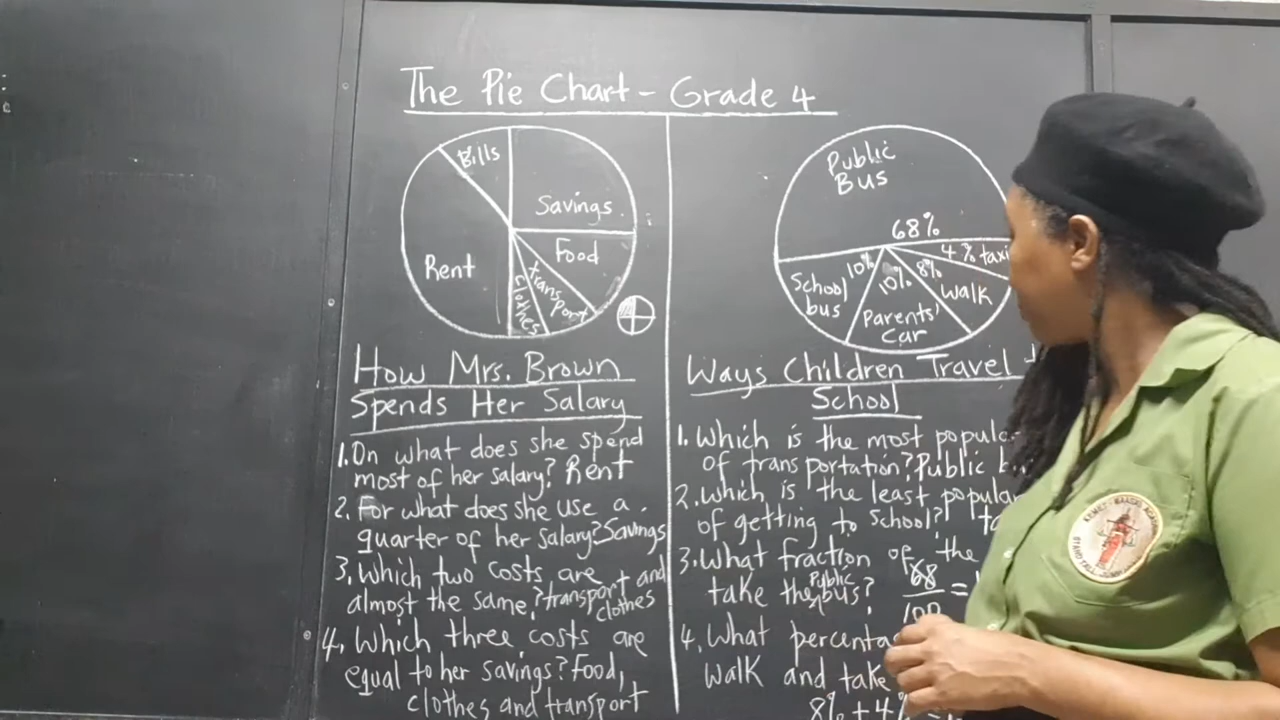 The Pie Chart - Grade 4
Bills
Savings
Food
Rent
transport
clothes
How Mrs. Brown
Spends Her Salary
1. On what does she spend
most of her salary? Rent
2. For what does she use a
quarter of her salary? Savings
3. Which two costs are
almost the same? transport and
clothes
4. Which three costs are
equal to her savings? Food,
clothes and transport
Public
Bus
68%
4% taxi
10%
10%
8%
School
bus
Walk
Parents'
Car
Ways Children Travel
School
1. Which is the most
of transportation? Public
2. Which is the least popular
of getting to School?
3. What fraction of the
take the Public bus?
68
100
=
4. What
walk and take
8% + 4% =